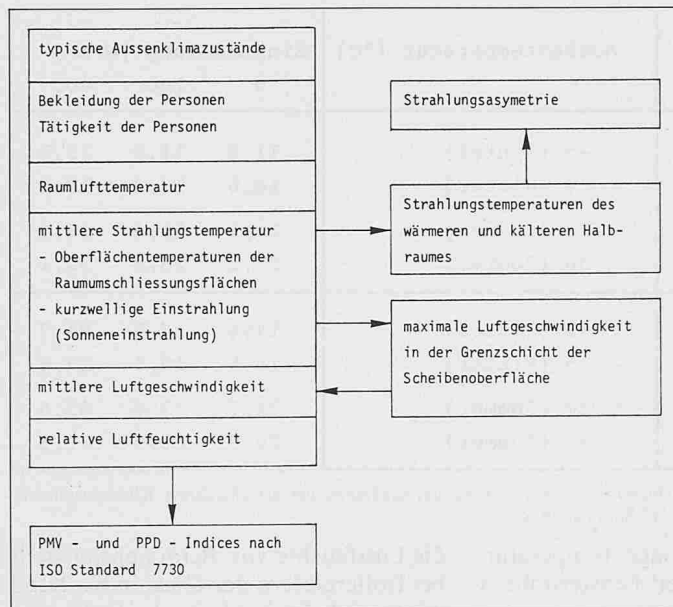 typische Aussenklimazustände
Bekleidung der Personen
Tätigkeit der Personen
Raumlufttemperatur
mittlere Strahlungstemperatur
- Oberflächentemperaturen der
Raumumschliessungsflächen
- kurzwellige Einstrahlung
(Sonneneinstrahlung)
mittlere Luftgeschwindigkeit
relative Luftfeuchtigkeit
PMV - und PPD - Indices nach
ISO Standard 7730
Strahlungsasymetrie
Strahlungstemperaturen des
wärmeren und kälteren Halb-
raumes
maximale Luftgeschwindigkeit
in der Grenzschicht der
Scheibenoberfläche